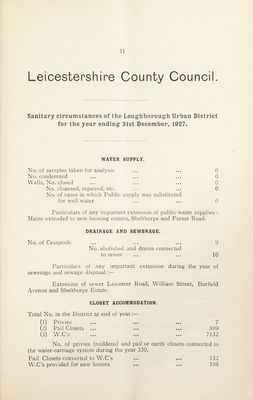 31
Leicestershire County Council.
Sanitary circumstances of the Loughborough Urban District
for the year ending 31st December, 1927.
WATER SUPPLY.
No. of samples taken for analysis ... ... 0
No. condemned ... ... ... 0
Wells, No. closed ... ... ... 0
No. cleansed, repaired, etc. ... ... 0
No. of cases in which Public supply was substituted
for well water ... ... 0
Particulars of any important extension of public water supplies :
Mains extended to new housing estates, Shelthorpe and Forest Road.
DRAINAGE AND SEWERAGE.
No. of Cesspools ... ... ... 9
No. abolished and drains connected
to sewer ... ... 10
Particulars of any important extension during the year of
sewerage and sewage disposal :—
Extension of sewer Leicester Road, William Street, Burfield
Avenue and Shelthorpe Estate.
CLOSET ACCOMMODATION.
Total No. in the District at end of year :—
(1) Privies ... ... ... 7
(2) Pail Closets ... ... ... 389
(3) W.C's ... ... ... 7132
No. of privies (middens) and pail or earth closets connected to
the water-carriage system during the year 330.
Pail Closets converted to W.C's ... ... 132
W.C's provided for new houses ... ... 198